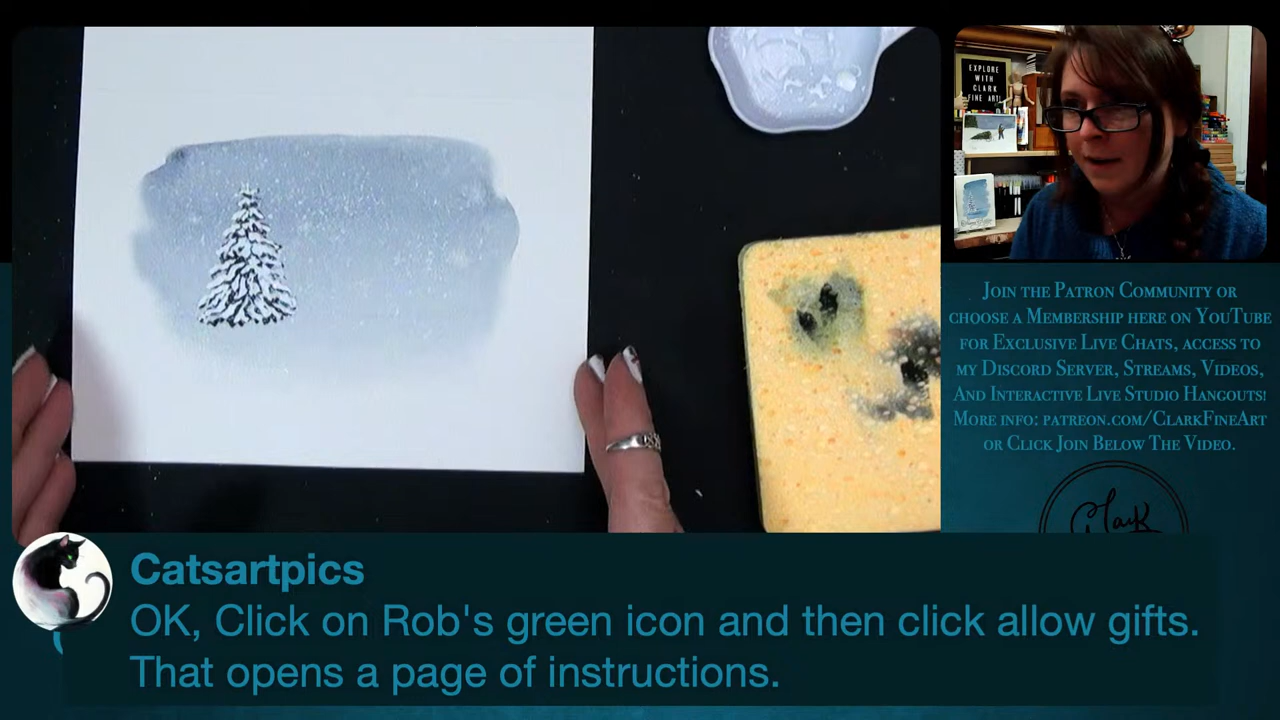 EXPLORE
WITH
CLARK
FINE ART!
JOIN THE PATRON COMMUNITY OR
CHOOSE A MEMBERSHIP HERE ON YOUTUBE
FOR EXCLUSIVE LIVE CHATS, ACCESS TO
MY DISCORD SERVER, STREAMS, VIDEOS,
AND INTERACTIVE LIVE STUDIO HANGOUTS!
MORE INFO: PATREON.COM/CLARKFINEART
OR CLICK JOIN BELOW THE VIDEO.
Clark
Catsartpics
OK, Click on Rob's green icon and then click allow gifts.
That opens a page of instructions.